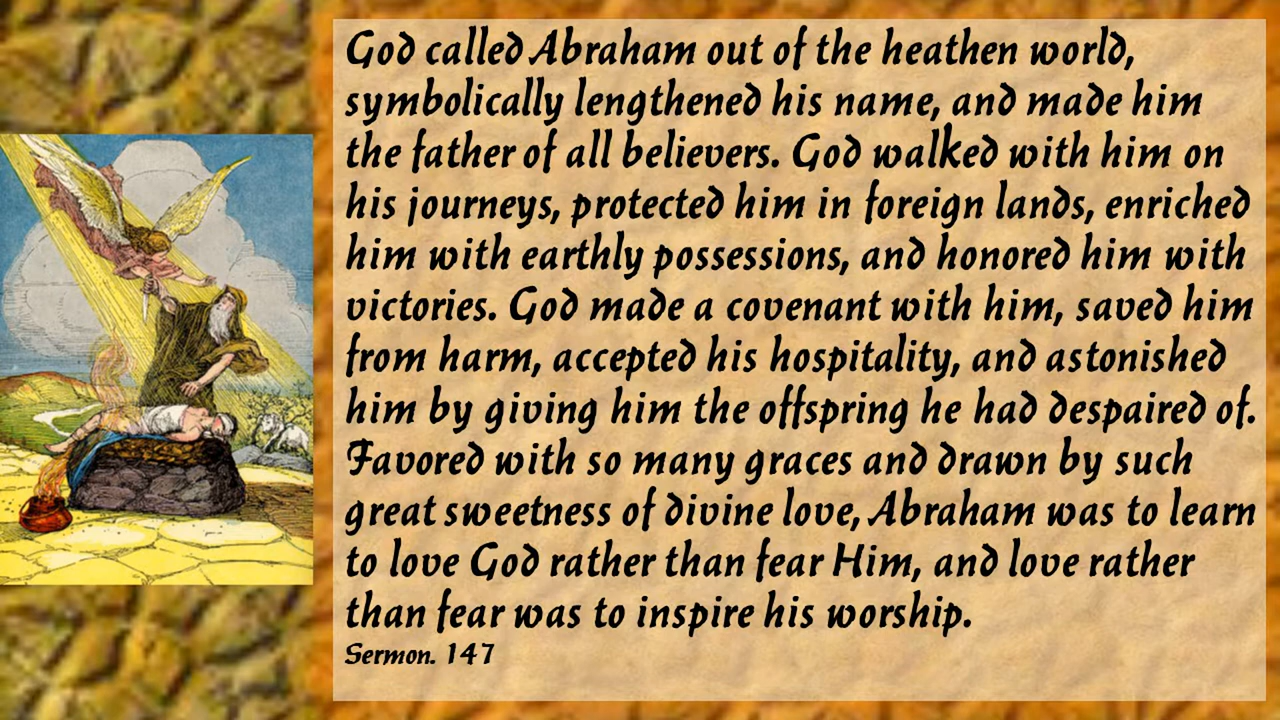 God called Abraham out of the heathen world,
symbolically lengthened his name, and made him
the father of all believers. God walked with him on
his journeys, protected him in foreign lands, enriched
him with earthly possessions, and honored him with
victories. God made a covenant with him, saved him
from harm, accepted his hospitality, and astonished
him by giving him the offspring he had despaired of.
Favored with so many graces and drawn by such
great sweetness of divine love, Abraham was to learn
to love God rather than fear Him, and love rather
than fear was to inspire his worship.
Sermon. 147